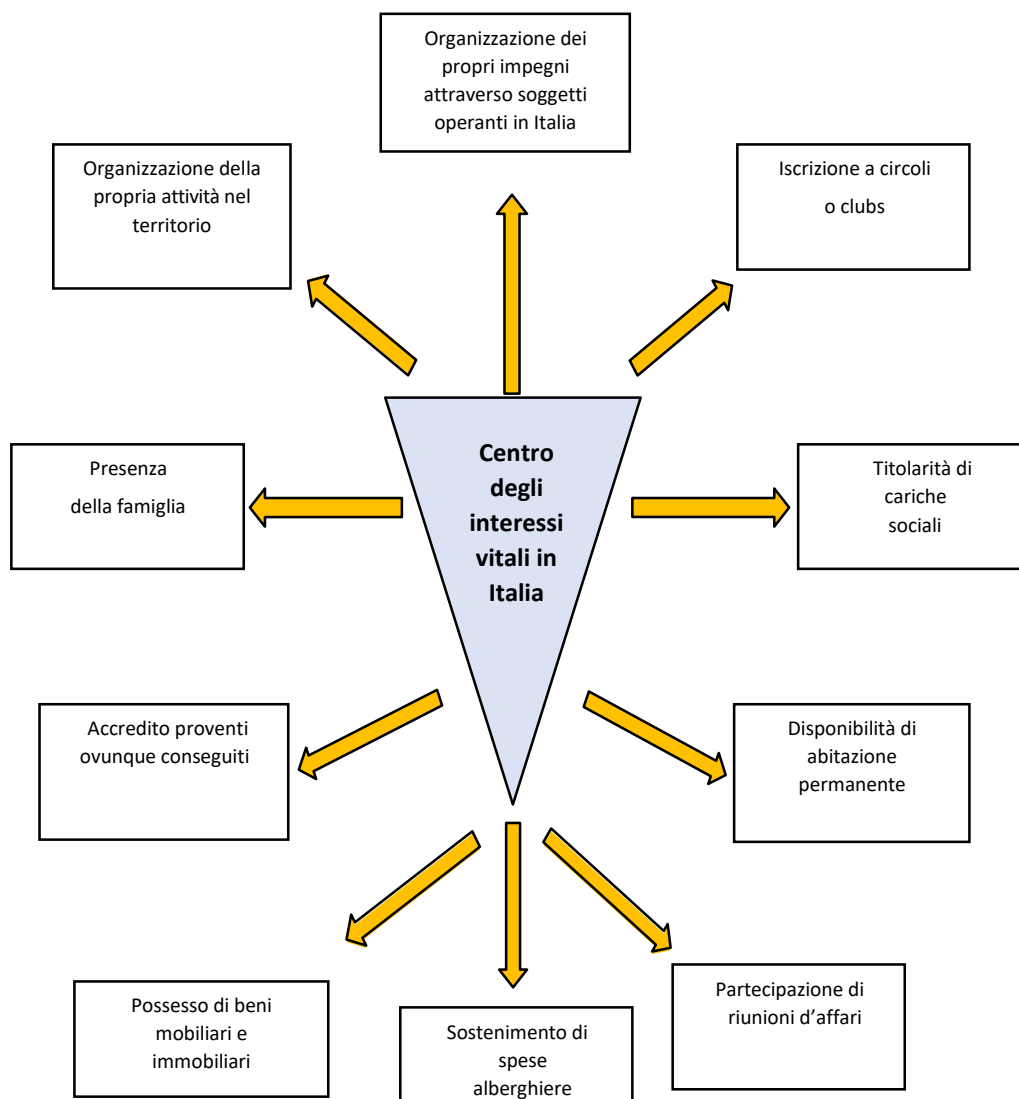 Organizzazione dei
propri impegni
attraverso soggetti
operanti in Italia
Organizzazione della
propria attività nel
territorio
Iscrizione a circoli
o clubs
Centro
degli
interessi
vitali in
Italia
Presenza
della famiglia
Titolarità di
cariche
sociali
Accredito proventi
ovunque conseguiti
Disponibilità di
abitazione
permanente
Possesso di beni
mobiliari e
immobiliari
Sostenimento di
spese
alberghiere
Partecipazione di
riunioni d’affari